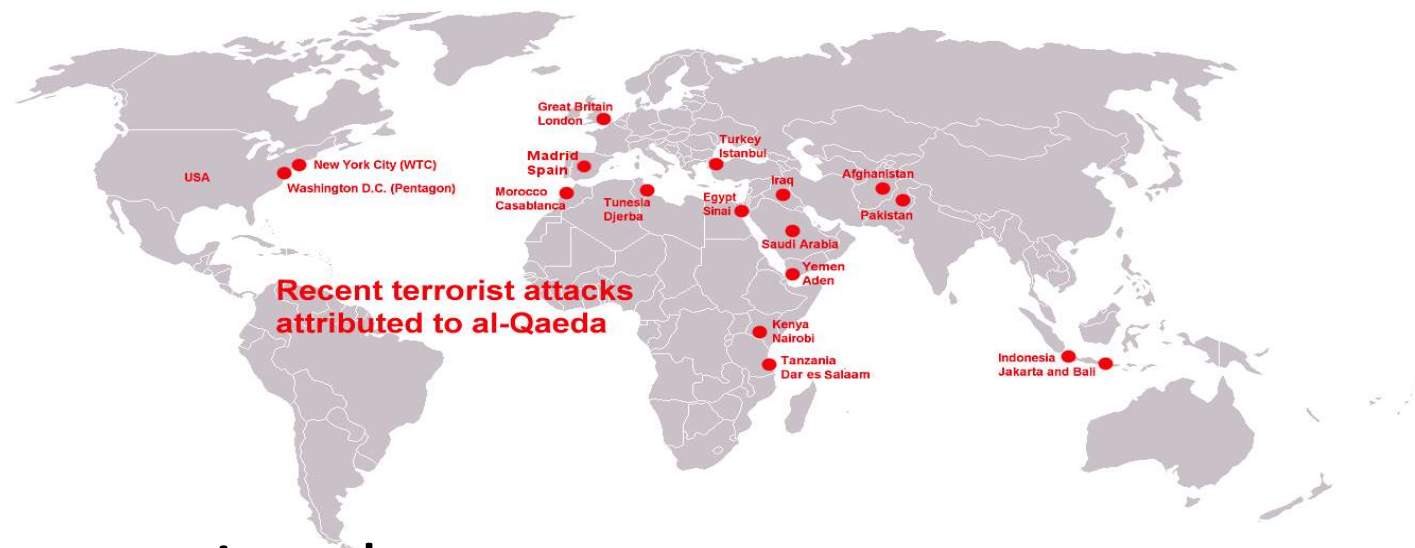 Great Britain
London
Turkey
Istanbul
Madrid
Spain
New York City (WTC)
USA
Washington D.C. (Pentagon)
Morocco
Casablanca
Tunesia
Djerba
Egypt
Sinai
Iraq
Afghanistan
Pakistan
Saudi Arabia
Yemen
Aden
Recent terrorist attacks
attributed to al-Qaeda
Kenya
Nairobi
Tanzania
Dar es Salaam
Indonesia
Jakarta and Bali